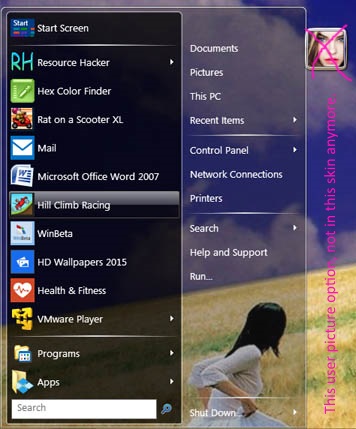 Start
Start Screen
RH
Resource Hacker
Hex Color Finder
Rat on a Scooter XL
Mail
Microsoft Office Word 2007
Hill Climb Racing
WinBeta
WinBeta
HD Wallpapers 2015
Health & Fitness
VMware Player
Programs
Apps
Search
Documents
Pictures
This PC
Recent Items
Control Panel
Network Connections
Printers
Search
Help and Support
Run...
Shut Down...
This user picture option not in this skin anymore